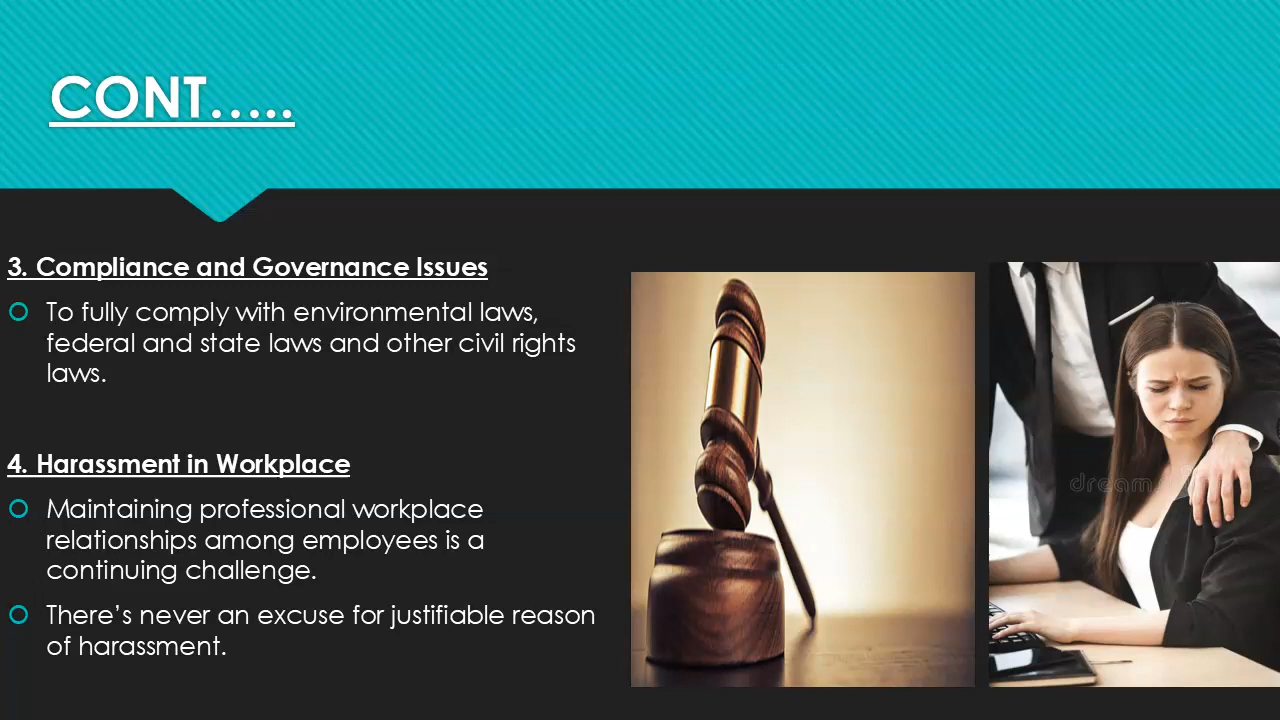 CONT.....
3. Compliance and Governance Issues
To fully comply with environmental laws,
federal and state laws and other civil rights
laws.
4. Harassment in Workplace
Maintaining professional workplace
relationships among employees is a
continuing challenge.
There’s never an excuse for justifiable reason
of harassment.
dreams